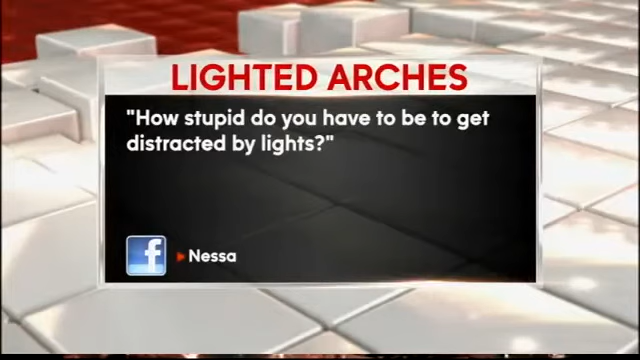 LIGHTED ARCHES
"How stupid do you have to be to get
distracted by lights?"
f
Nessa